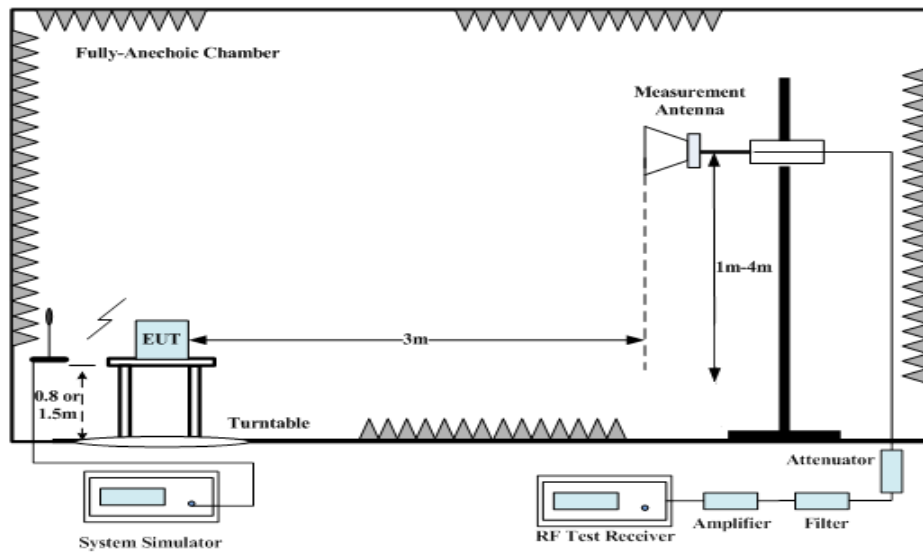 Fully-Anechoic Chamber
Measurement
Antenna
1m-4m
EUT
3m
0.8 or
1.5m
Turntable
Attenuator
System Simulator
RF Test Receiver
Amplifier
Filter